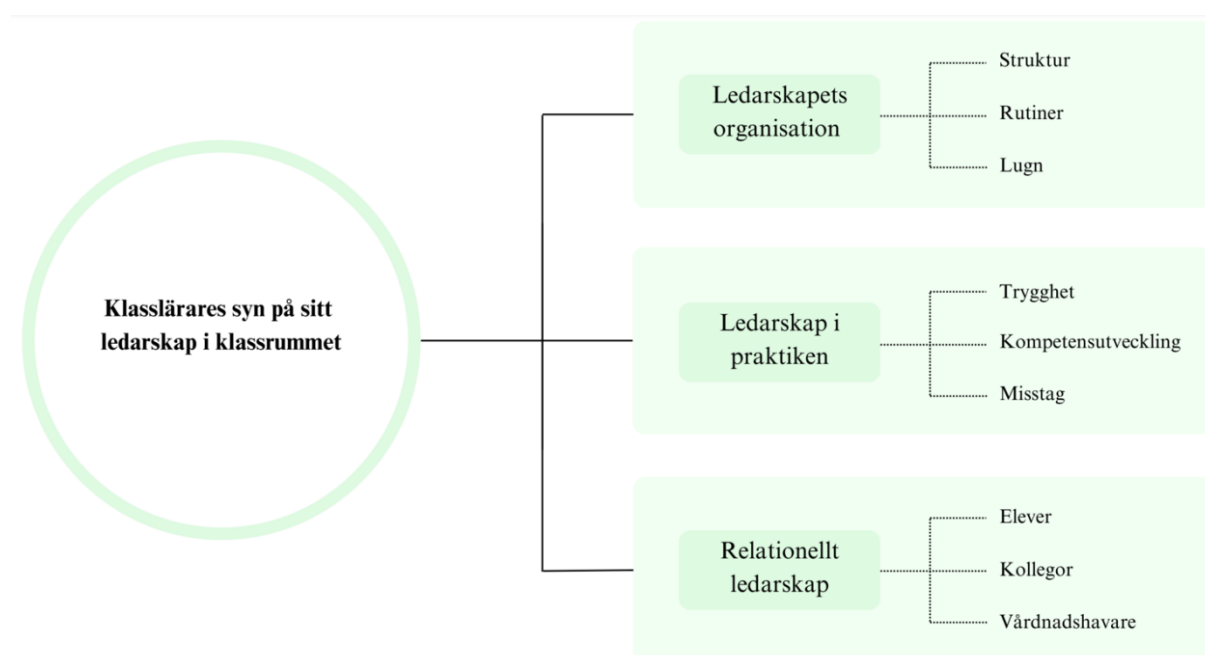 Klasslärares syn på sitt
ledarskap i klassrummet
Ledarskapets
organisation
Struktur
Rutiner
Lugn
Ledarskap i
praktiken
Trygghet
Kompetensutveckling
Misstag
Relationellt
ledarskap
Elever
Kollegor
Vårdnadshavare